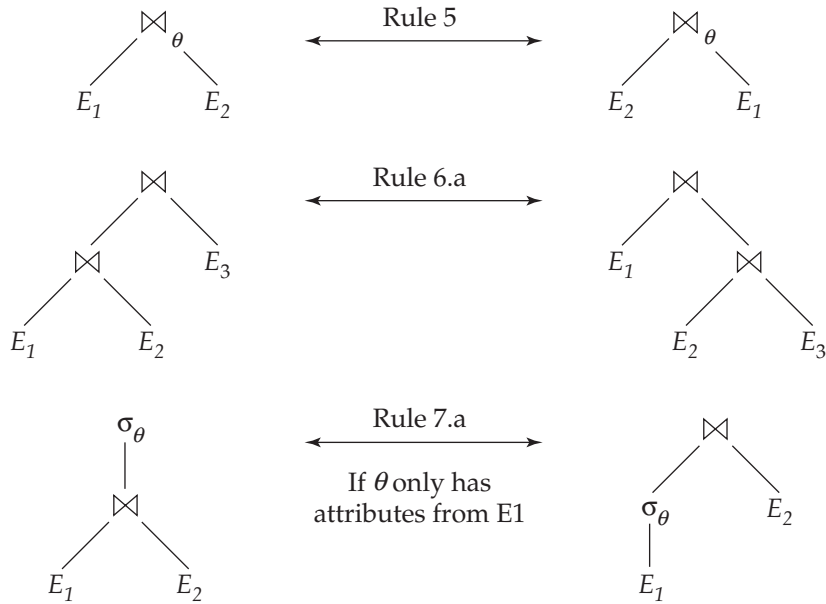 ⋈θ Rule 5 ⋈θ
E1 E2 E2 E1
⋈ Rule 6.a ⋈
⋈ E3 E1 ⋈
E1 E2 E2 E3
σθ Rule 7.a ⋈
If θ only has
attributes from E1
⋈ σθ E2
E1 E2 E1